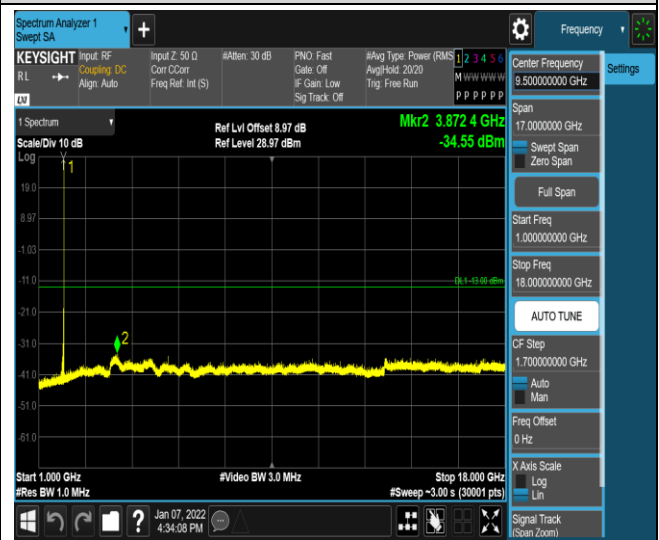 Spectrum Analyzer 1
Swept SA
+
Frequency
KEYSIGHT
RL
LXI
Input: RF
Coupling: DC
Align: Auto
Input Z: 50 Ω
Corr CCorr
Freq Ref: Int (S)
#Atten: 30 dB
PNO: Fast
Gate: Off
IF Gain: Low
Sig Track: Off
#Avg Type: Power (RMS
Avg|Hold: 20/20
Trig: Free Run
1 2 3 4 5 6
M W W W W W
P P P P P P
1 Spectrum
Scale/Div 10 dB
Log
Ref Lvl Offset 8.97 dB
Ref Level 28.97 dBm
Mkr2 3.872 4 GHz
-34.55 dBm
1
19.0
8.97
-1.03
-11.0
DL1 -13.00 dBm
-21.0
-31.0
2
-41.0
-51.0
-61.0
Start 1.000 GHz
#Res BW 1.0 MHz
#Video BW 3.0 MHz
Stop 18.000 GHz
#Sweep ~3.00 s (30001 pts)
?
Jan 07, 2022
4:34:08 PM
Center Frequency
9.500000000 GHz
Settings
Span
17.0000000 GHz
Swept Span
Zero Span
Full Span
Start Freq
1.000000000 GHz
Stop Freq
18.000000000 GHz
AUTO TUNE
CF Step
1.700000000 GHz
Auto
Man
Freq Offset
0 Hz
X Axis Scale
Log
Lin
Signal Track
(Span Zoom)